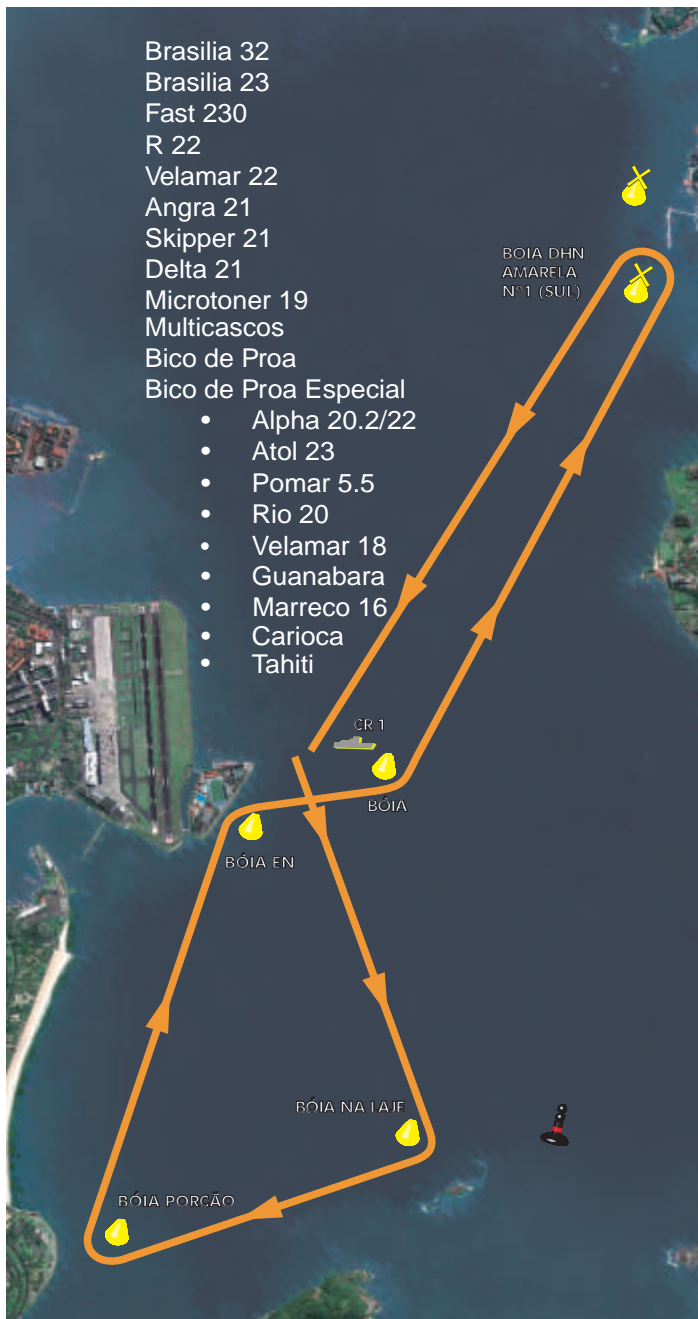 Brasilia 32
Brasilia 23
Fast 230
R 22
Velamar 22
Angra 21
Skipper 21
Delta 21
Microtoner 19
Multicascos
Bico de Proa
Bico de Proa Especial
• Alpha 20.2/22
• Atol 23
• Pomar 5.5
• Rio 20
• Velamar 18
• Guanabara
• Marreco 16
• Carioca
• Tahiti
BOIA DHN
AMARELA
Nº1 (SUL)
CR 1
BÓIA
BÓIA EN
BÓIA NA LAJE
BÓIA PORCÃO